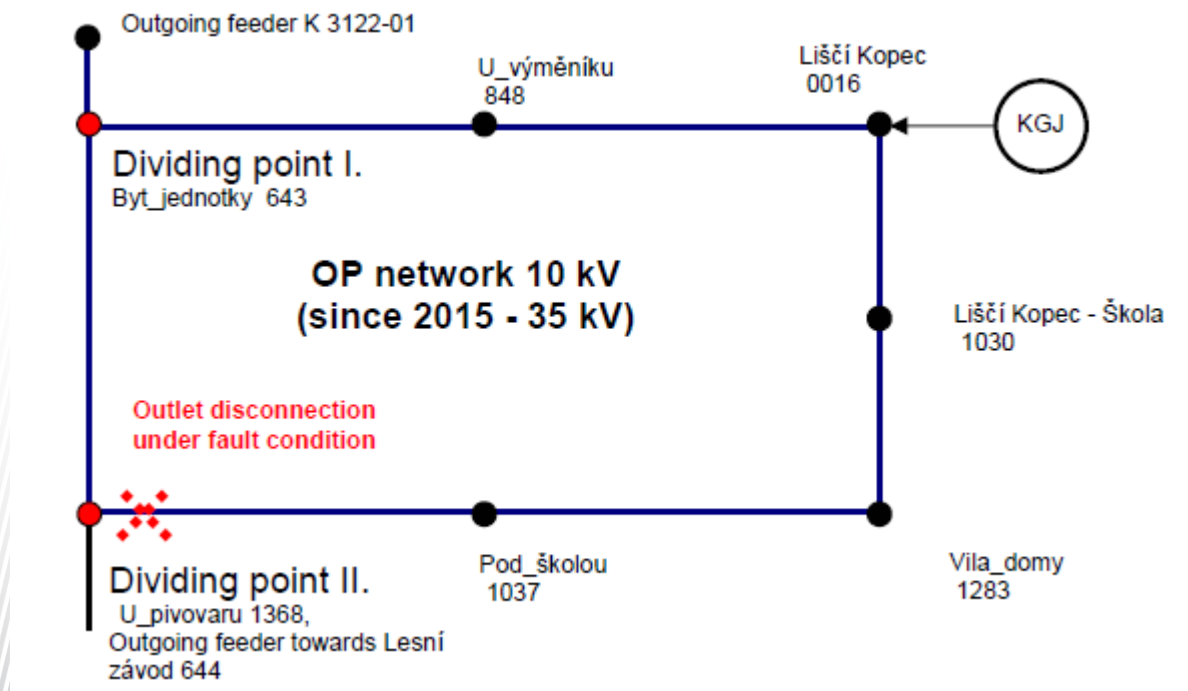 Outgoing feeder K 3122-01
U_výměníku
848
Liščí Kopec
0016
KGJ
Dividing point I.
Byt_jednotky 643
OP network 10 kV
(since 2015 - 35 kV)
Liščí Kopec - Škola
1030
Outlet disconnection
under fault condition
Dividing point II.
U_pivovaru 1368,
Outgoing feeder towards Lesní
závod 644
Pod_školou
1037
Vila_domy
1283